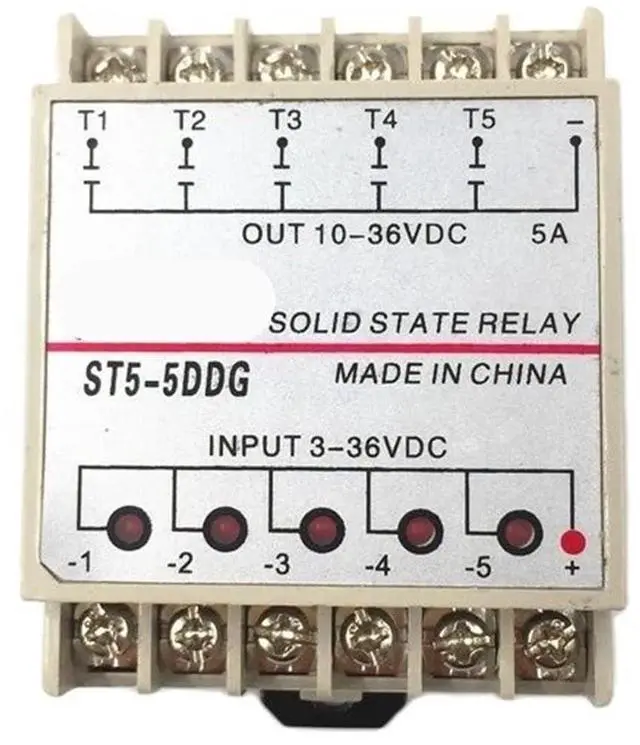 T1 T2 T3 T4 T5 −
OUT 10-36VDC 5A
SOLID STATE RELAY
ST5-5DDG MADE IN CHINA
INPUT 3-36VDC
-1 -2 -3 -4 -5 +